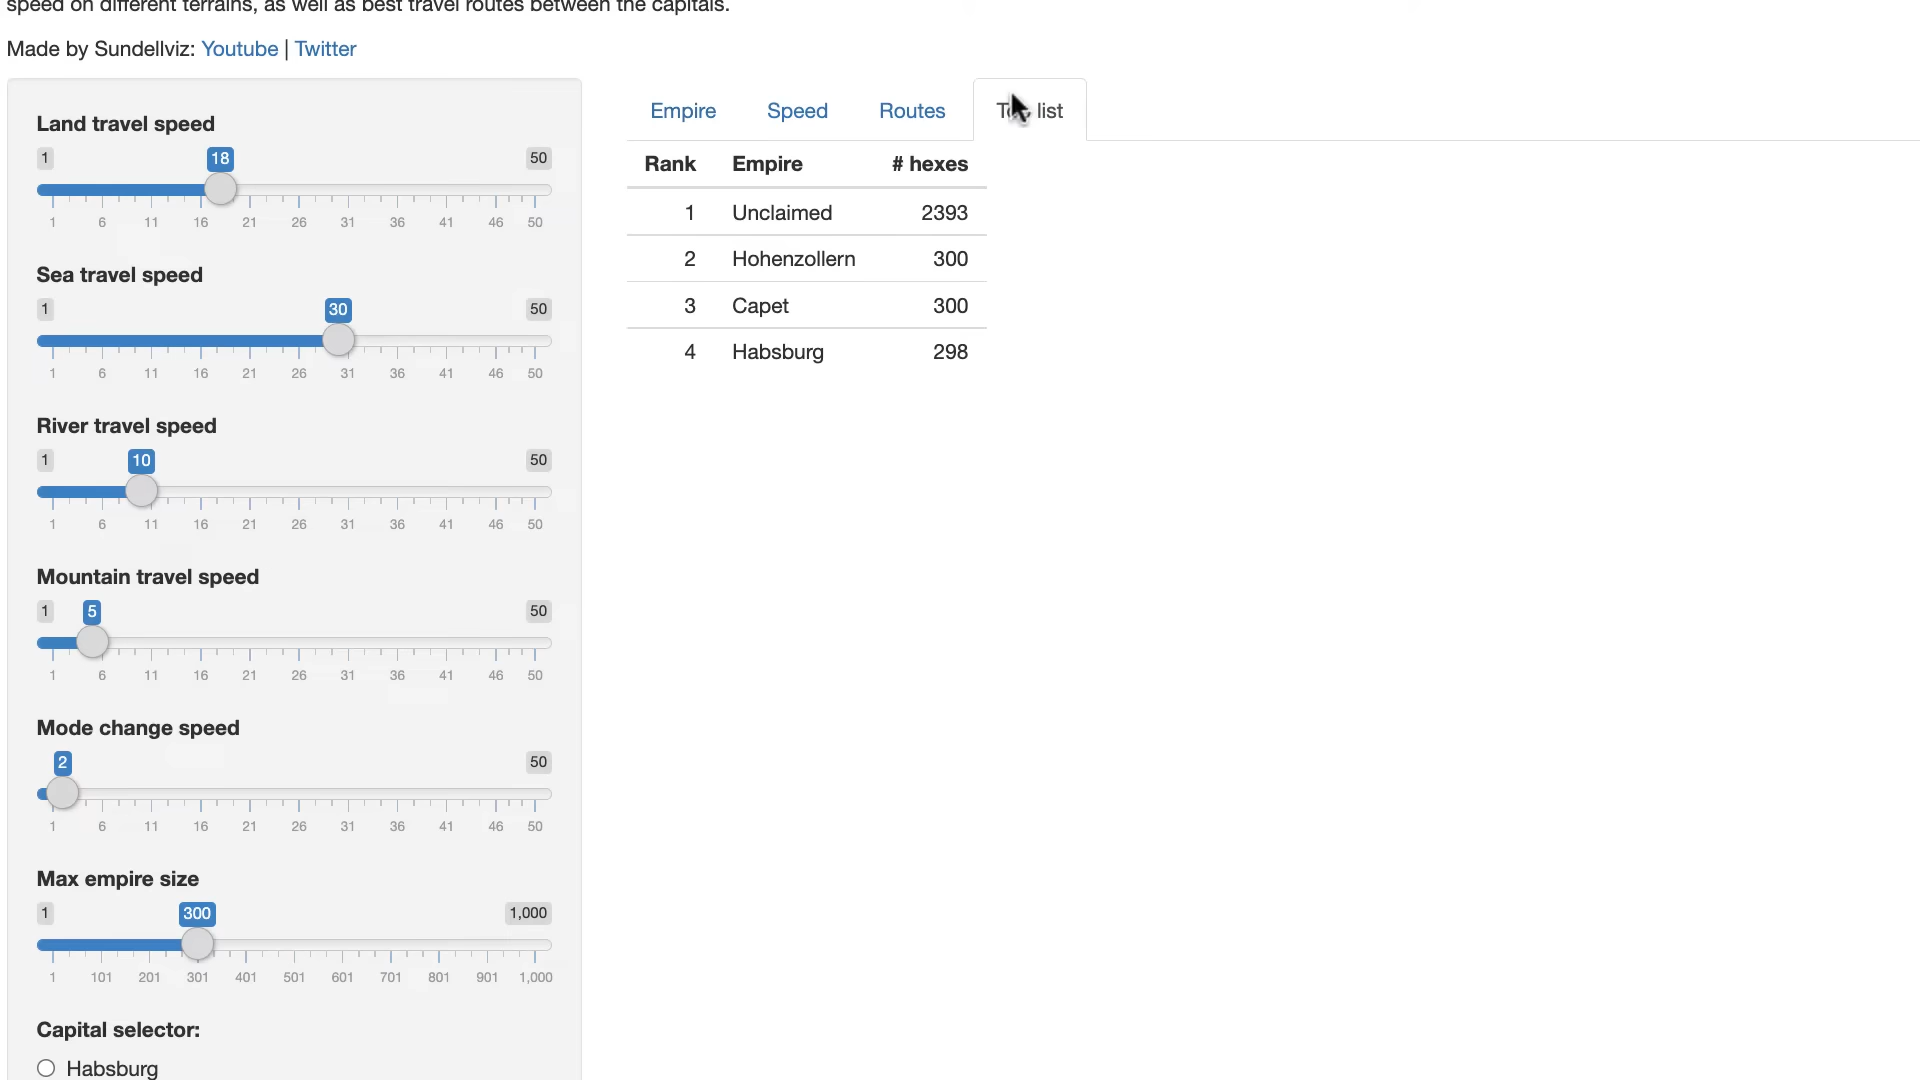 speed on different terrains, as well as best travel routes between the capitals.
Made by Sundellviz: Youtube | Twitter
Land travel speed
1 18 50
1 6 11 16 21 26 31 36 41 46 50
Sea travel speed
1 30 50
1 6 11 16 21 26 31 36 41 46 50
River travel speed
1 10 50
1 6 11 16 21 26 31 36 41 46 50
Mountain travel speed
1 5 50
1 6 11 16 21 26 31 36 41 46 50
Mode change speed
2 50
1 6 11 16 21 26 31 36 41 46 50
Max empire size
1 300 1,000
1 101 201 301 401 501 601 701 801 901 1,000
Capital selector:
Habsburg
Empire Speed Routes list
Rank Empire # hexes
1 Unclaimed 2393
2 Hohenzollern 300
3 Capet 300
4 Habsburg 298